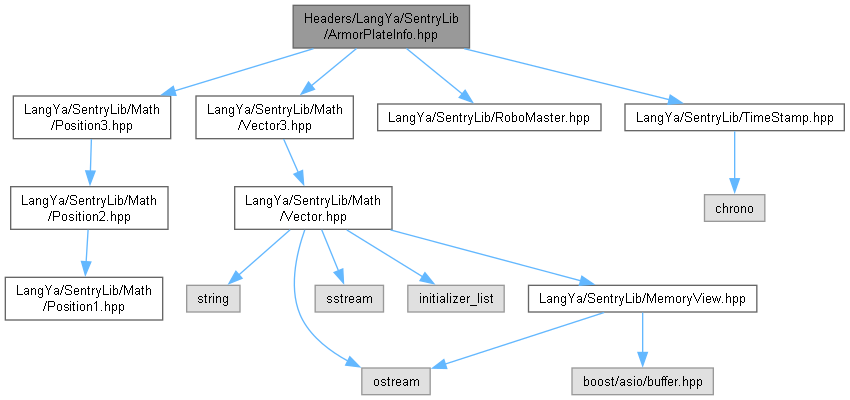 Headers/LangYa/SentryLib
/ArmorPlateInfo.hpp
LangYa/SentryLib/Math
/Position3.hpp
LangYa/SentryLib/Math
/Vector3.hpp
LangYa/SentryLib/RoboMaster.hpp
LangYa/SentryLib/TimeStamp.hpp
LangYa/SentryLib/Math
/Position2.hpp
LangYa/SentryLib/Math
/Vector.hpp
chrono
LangYa/SentryLib/Math
/Position1.hpp
string
sstream
initializer_list
LangYa/SentryLib/MemoryView.hpp
ostream
boost/asio/buffer.hpp